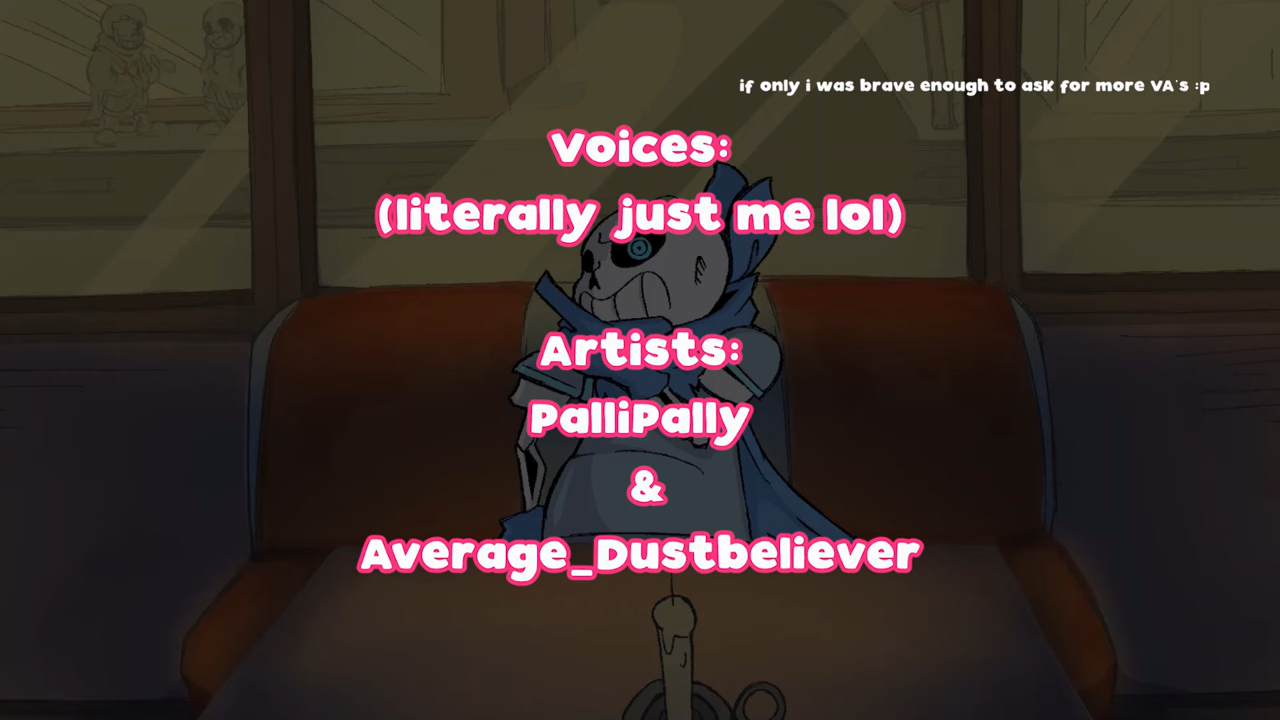 if only i was brave enough to ask for more VA's :p
Voices:
(literally just me lol)
Artists:
PalliPally
&
Average_Dustbeliever